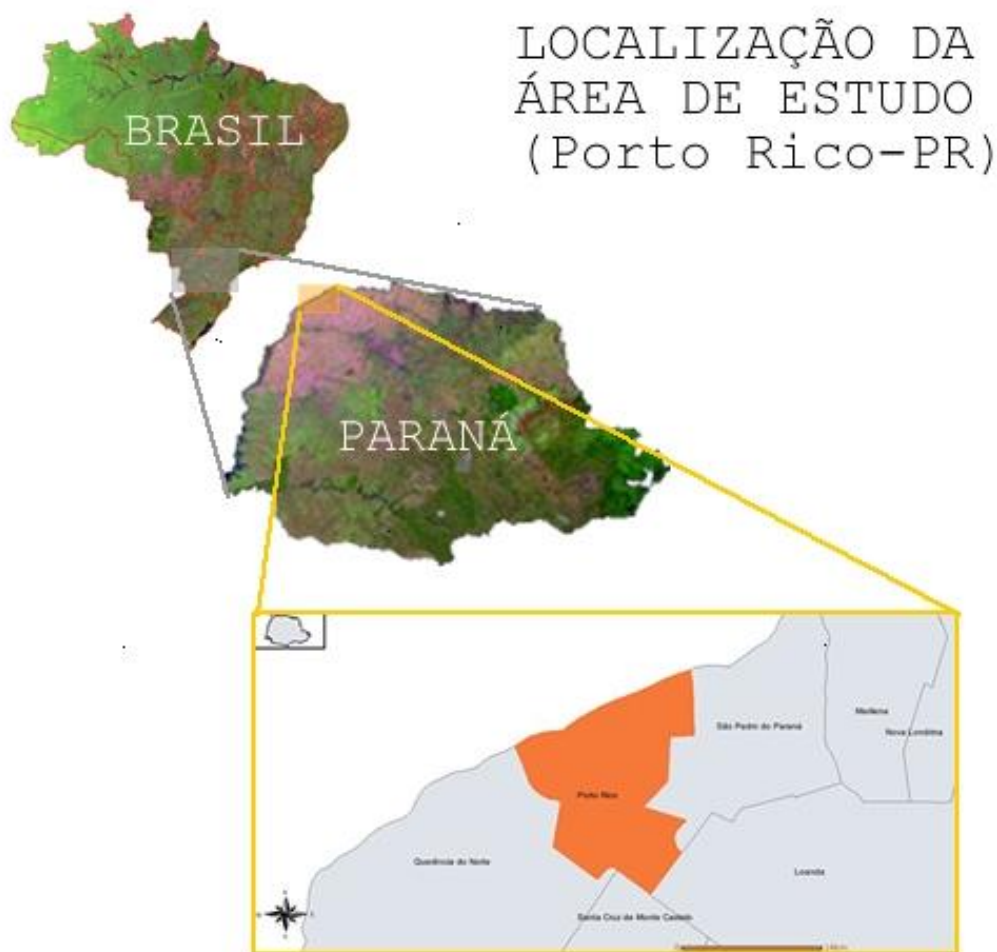 LOCALIZAÇÃO DA
ÁREA DE ESTUDO
(Porto Rico-PR)
BRASIL
PARANÁ
São Pedro do Paraná
Marilena
Nova Londrina
Porto Rico
Querência do Norte
Loanda
Santa Cruz de Monte Castelo